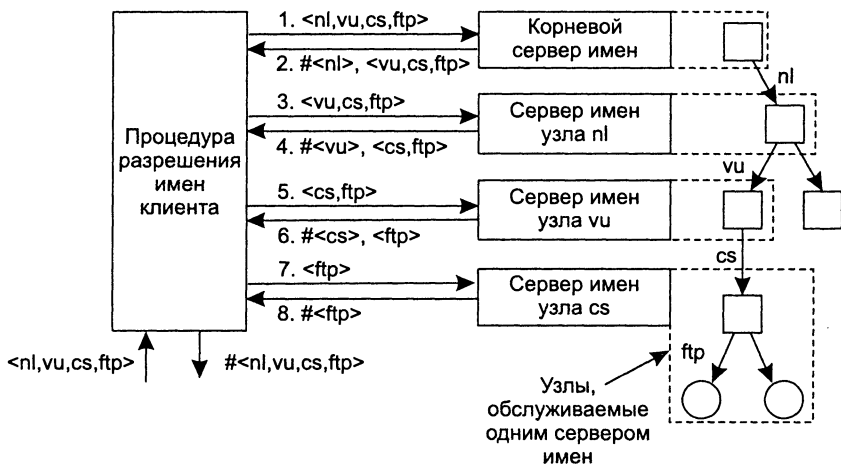 1. <nl,vu,cs,ftp>
2. #<nl>, <vu,cs,ftp>
Корневой
сервер имен
nl
3. <vu,cs,ftp>
4. #<vu>, <cs,ftp>
Сервер имен
узла nl
Процедура
разрешения
имен
клиента
vu
5. <cs,ftp>
6. #<cs>, <ftp>
Сервер имен
узла vu
cs
7. <ftp>
8. #<ftp>
Сервер имен
узла cs
ftp
<nl,vu,cs,ftp>
#<nl,vu,cs,ftp>
Узлы,
обслуживаемые
одним сервером
имен